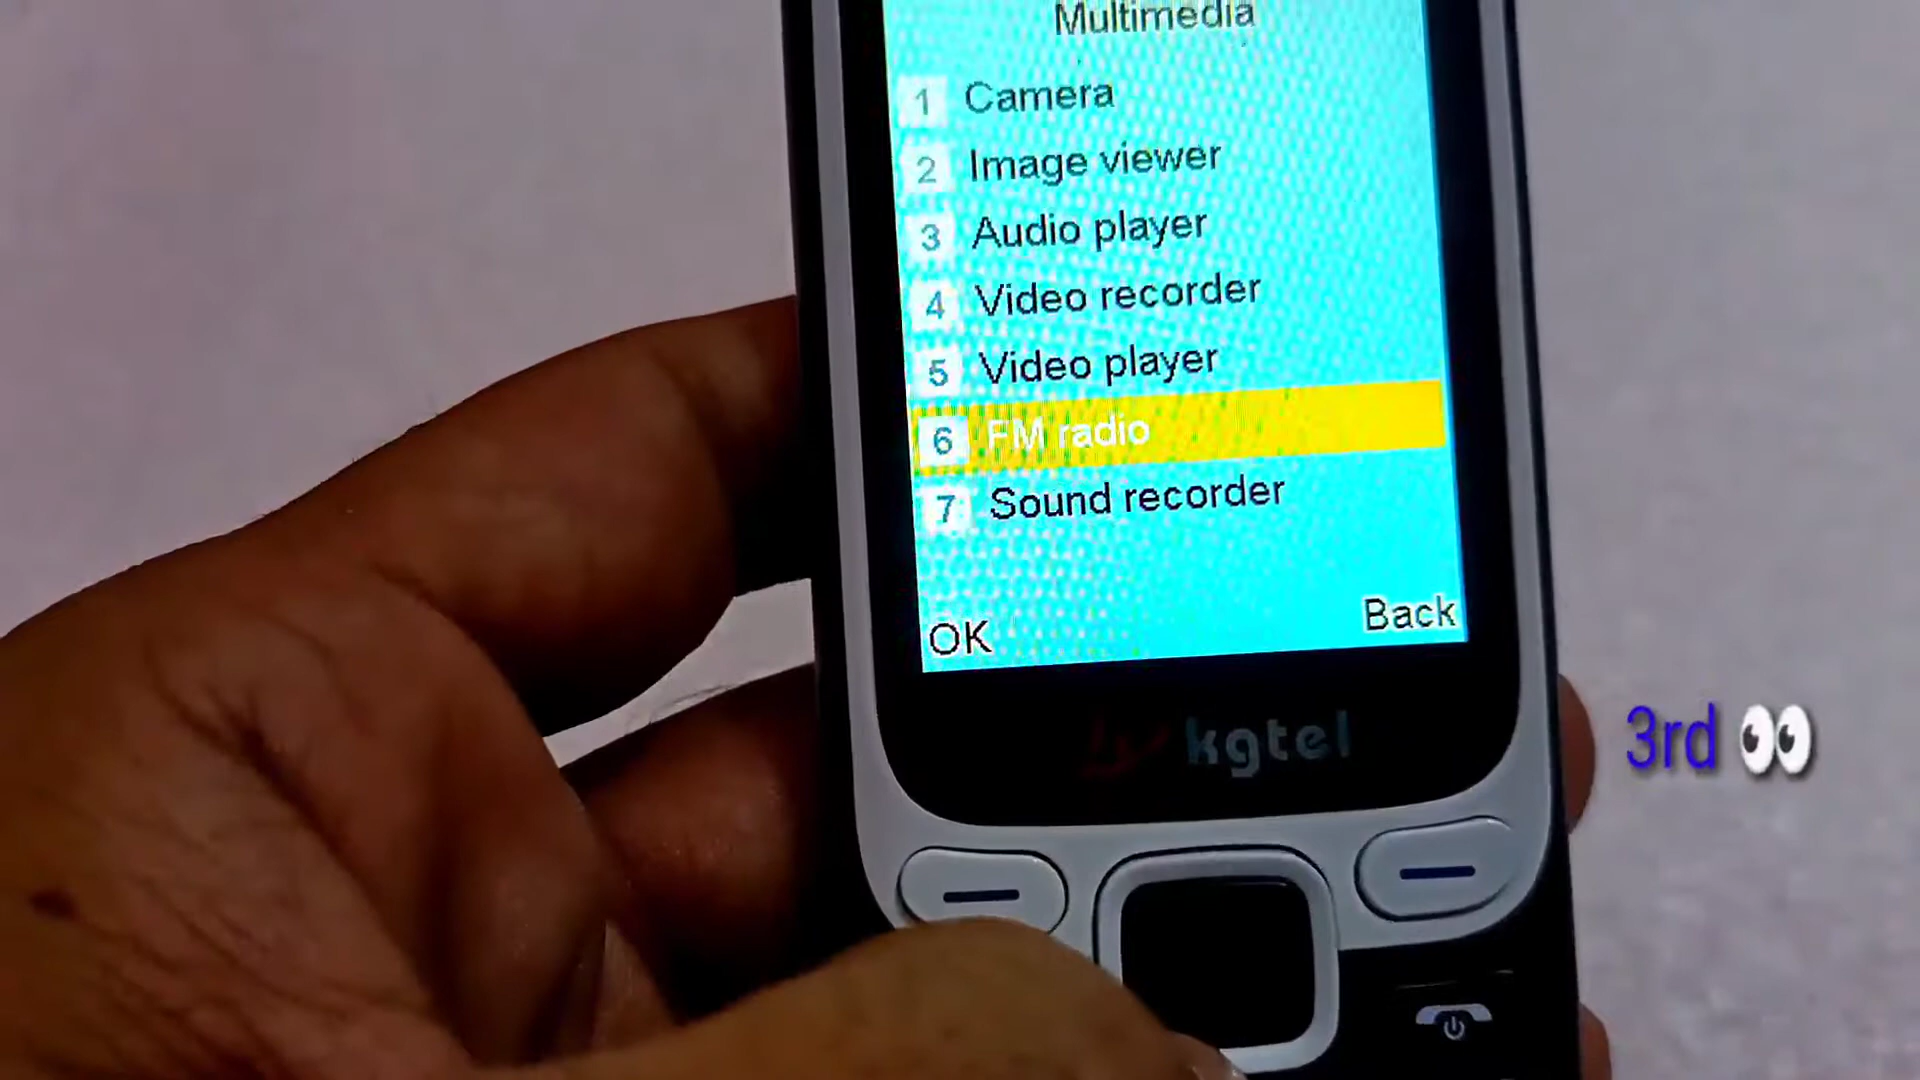 Multimedia
1 Camera
2 Image viewer
3 Audio player
4 Video recorder
5 Video player
6 FM radio
7 Sound recorder
OK
Back
kgtel
3rd 👀